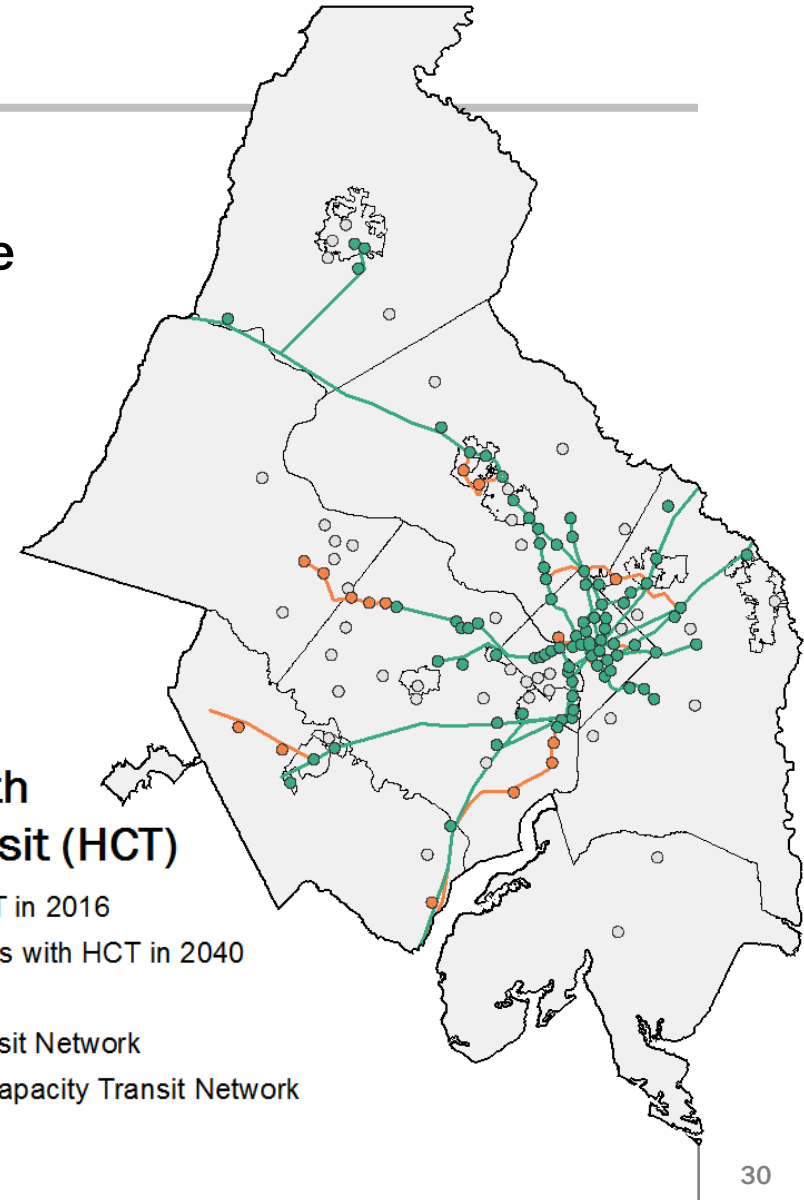 e
th
sit (HCT)
T in 2016
s with HCT in 2040
sit Network
apacity Transit Network
30